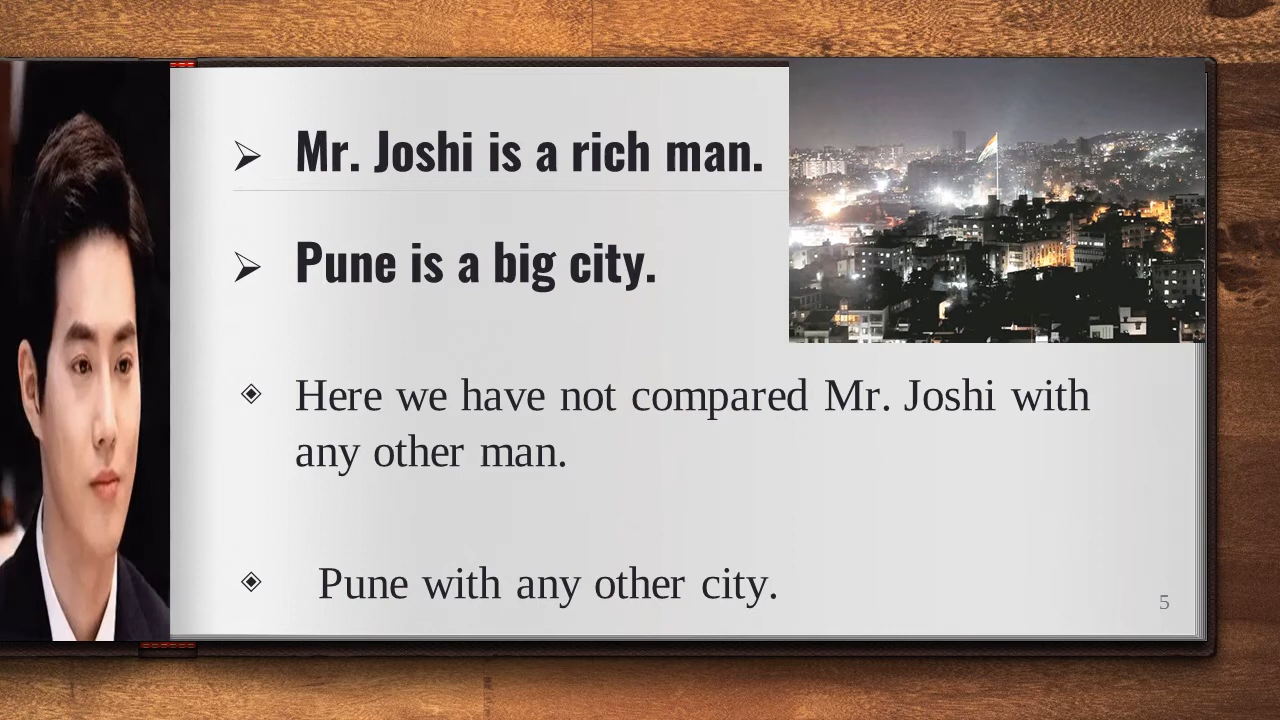 Mr. Joshi is a rich man.
Pune is a big city.
Here we have not compared Mr. Joshi with
any other man.
Pune with any other city.
5